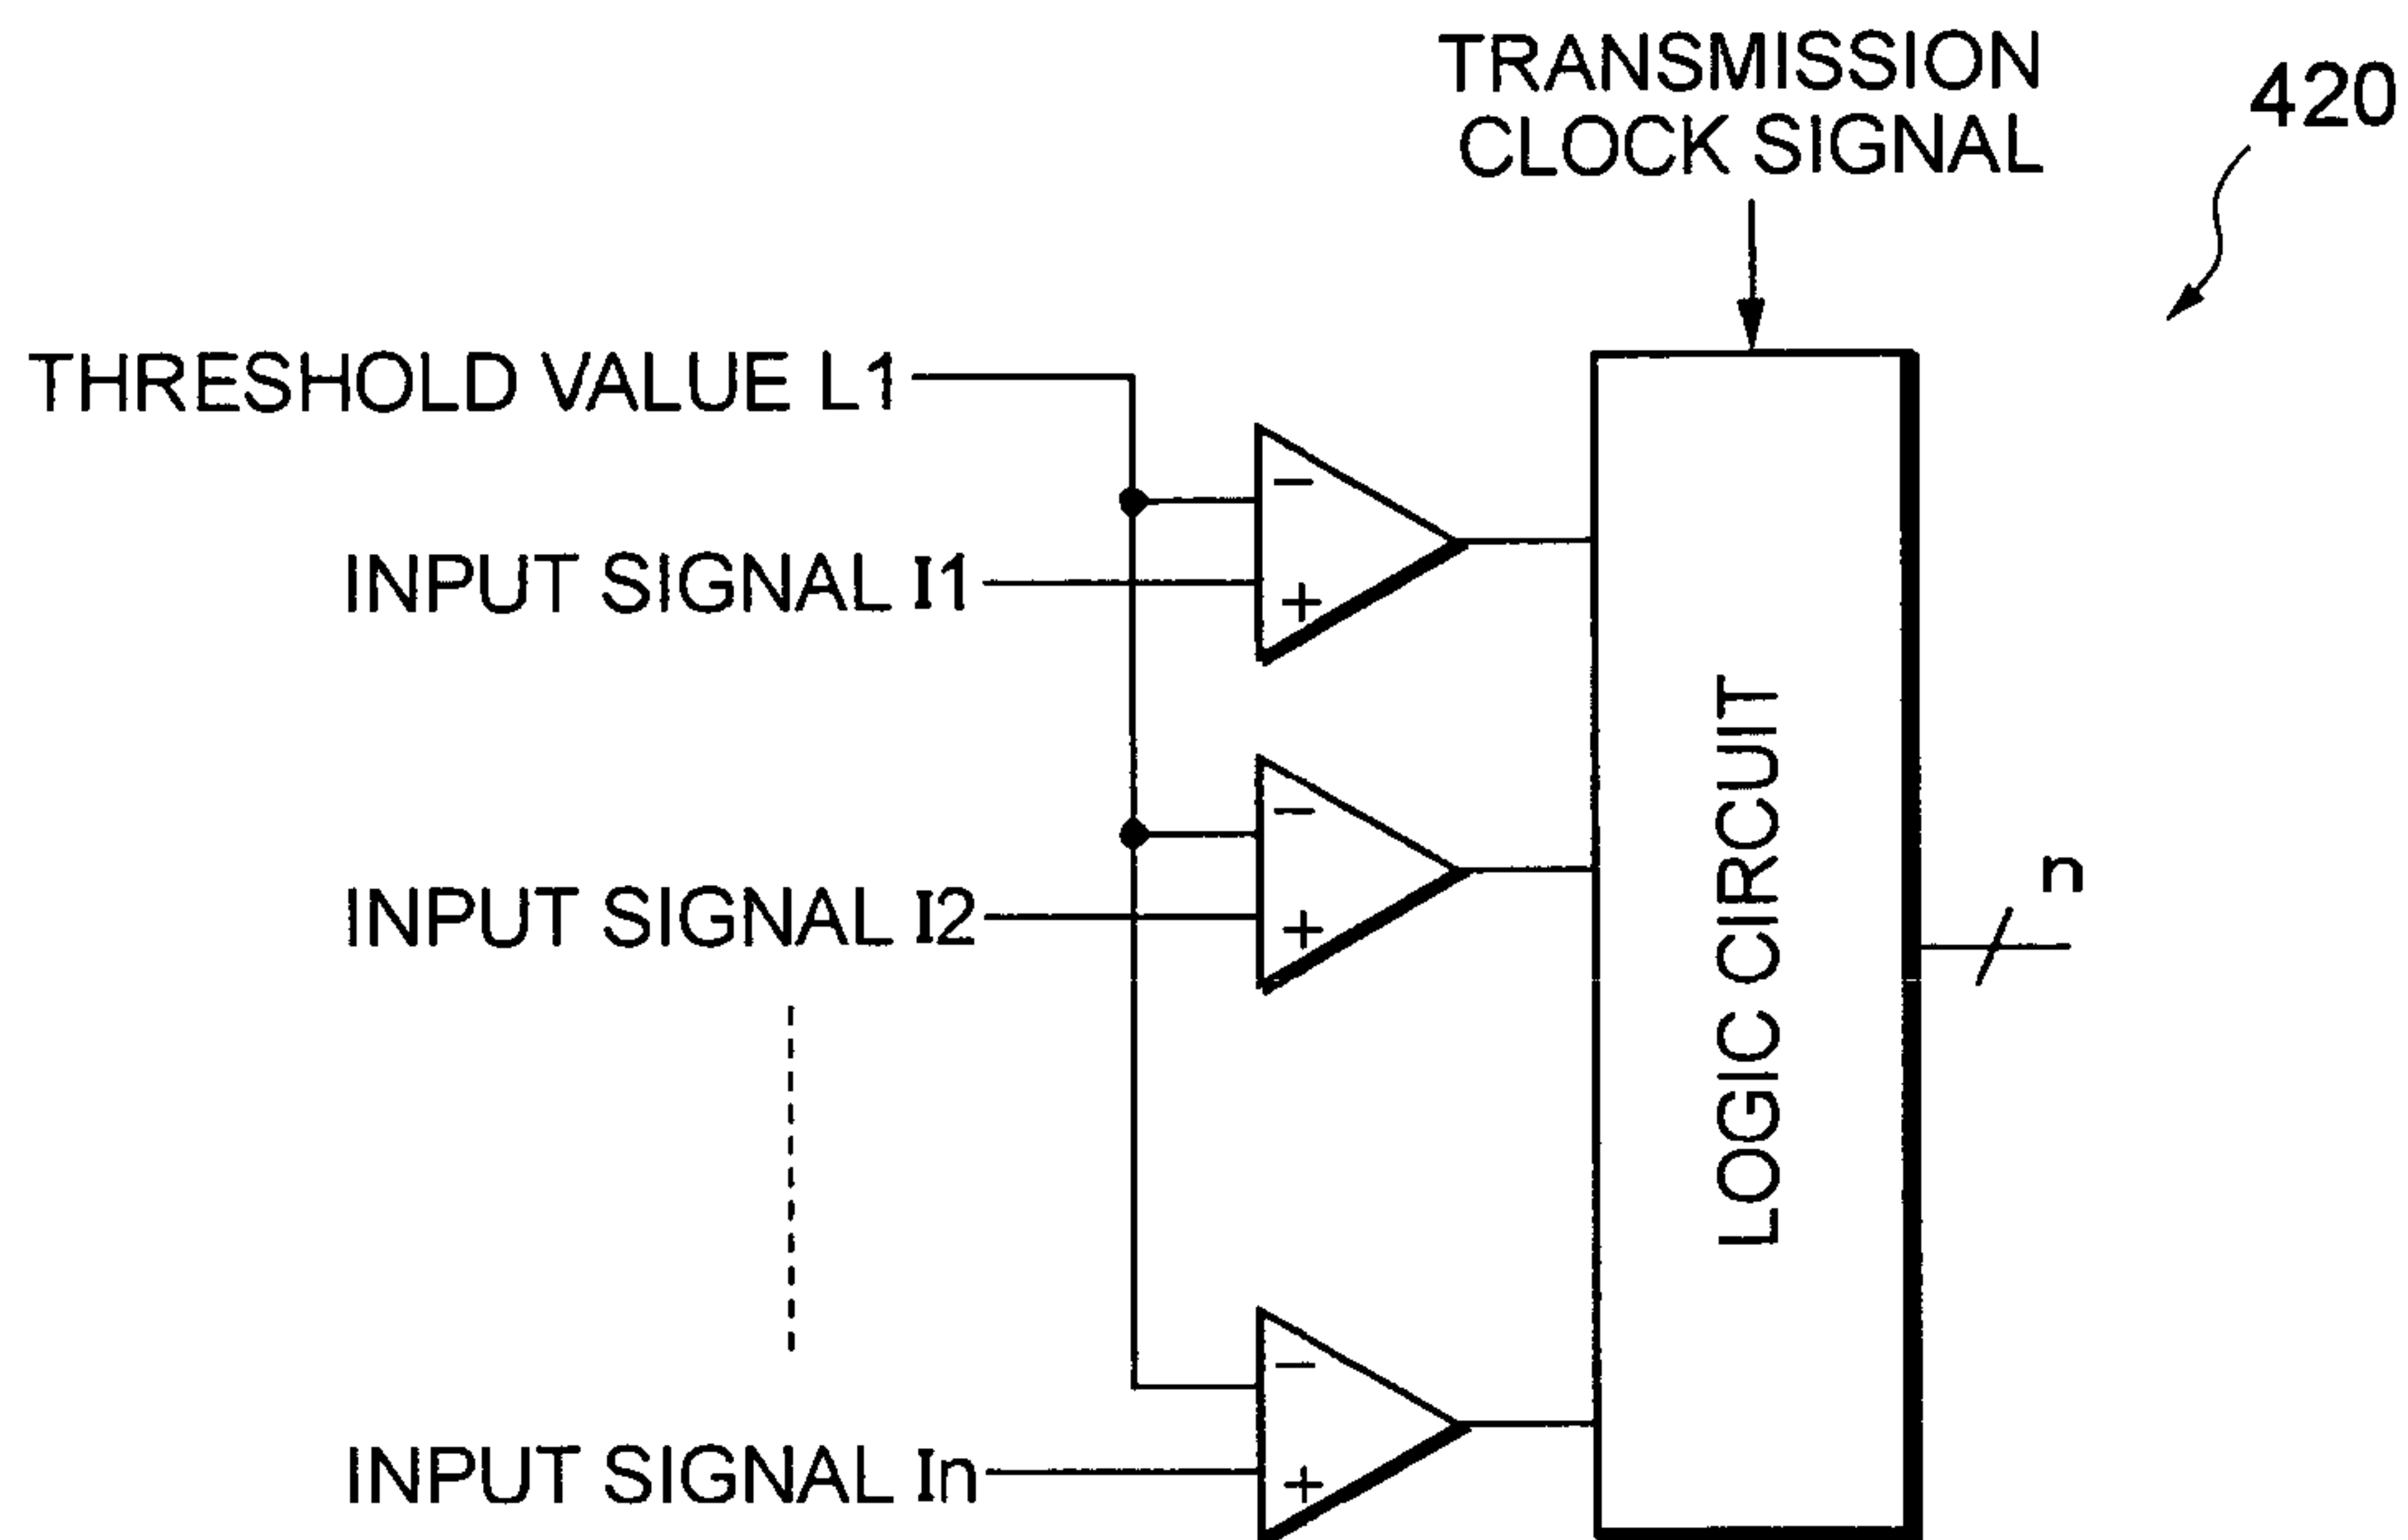 TRANSMISSION
CLOCK SIGNAL
420
THRESHOLD VALUE L1
INPUT SIGNAL I1
INPUT SIGNAL I2
INPUT SIGNAL In
−
+
−
+
−
+
LOGIC CIRCUIT
n